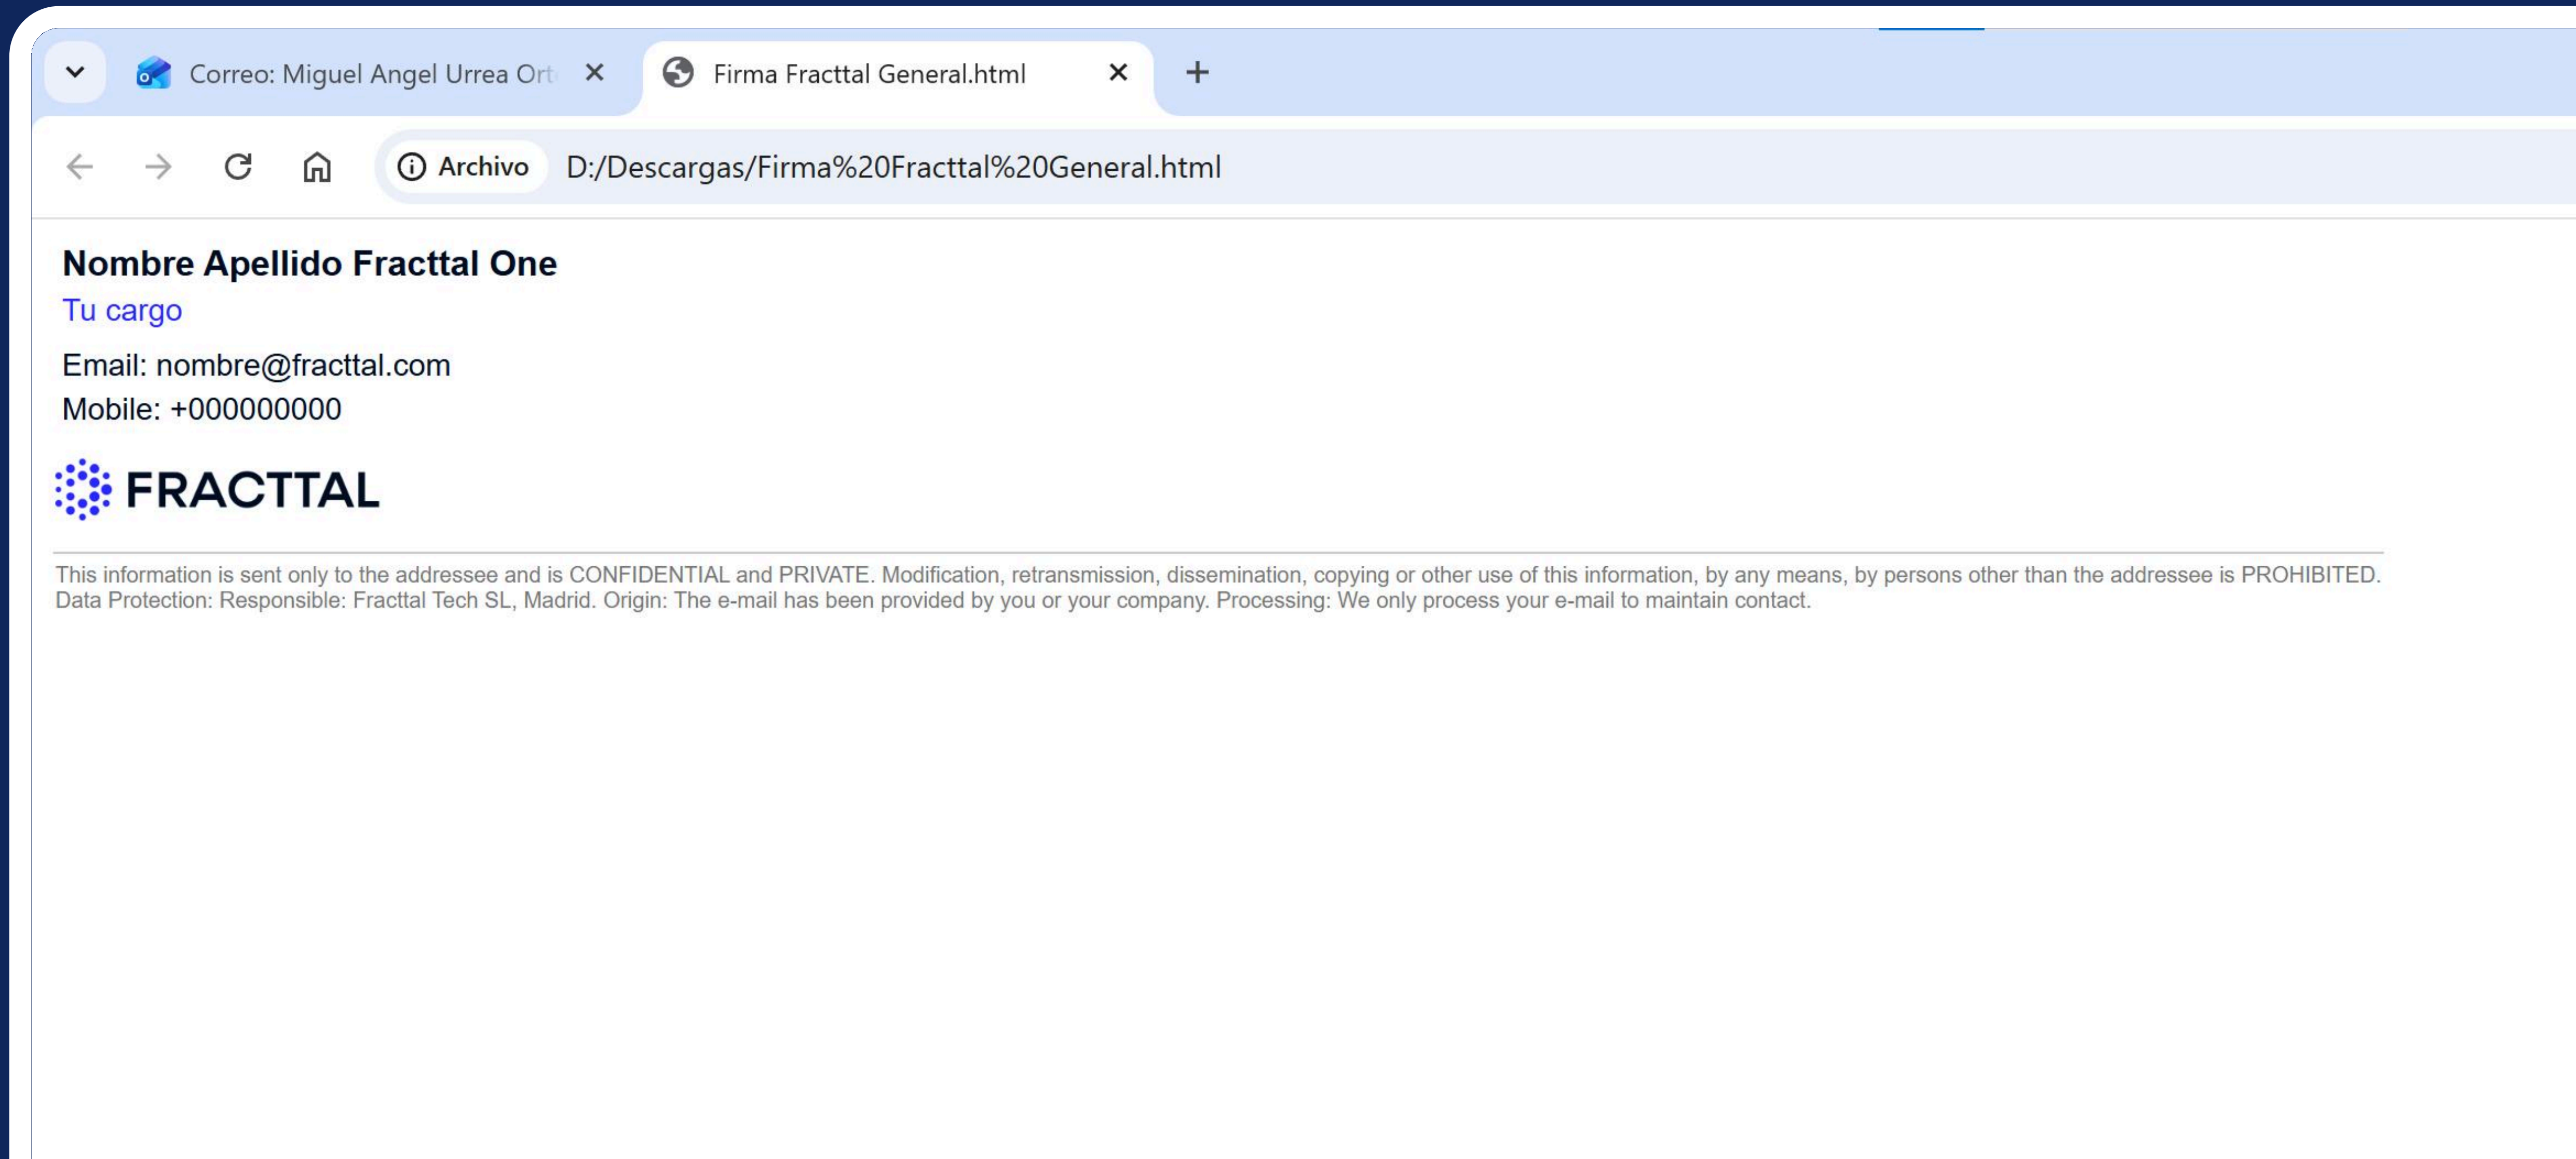 Correo: Miguel Angel Urrea Ort
Firma Fracttal General.html
Archivo D:/Descargas/Firma%20Fracttal%20General.html
Nombre Apellido Fracttal One
Tu cargo
Email: nombre@fracttal.com
Mobile: +000000000
FRACTTAL
This information is sent only to the addressee and is CONFIDENTIAL and PRIVATE. Modification, retransmission, dissemination, copying or other use of this information, by any means, by persons other than the addressee is PROHIBITED.
Data Protection: Responsible: Fracttal Tech SL, Madrid. Origin: The e-mail has been provided by you or your company. Processing: We only process your e-mail to maintain contact.